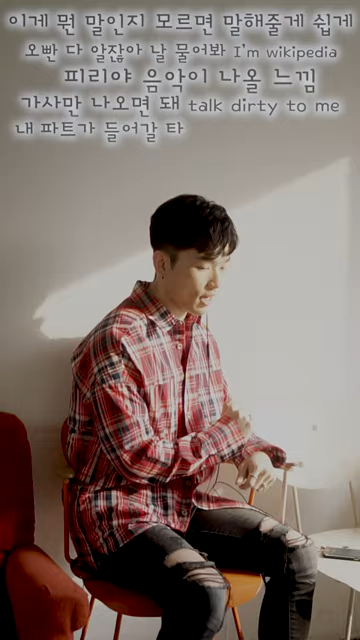 이게 뭔 말인지 모르면 말해줄게 쉽게
오빤 다 알잖아 날 물어봐 I'm wikipedia
피리야 음악이 나올 느낌
가사만 나오면 돼 talk dirty to me
내 파트가 들어갈 타